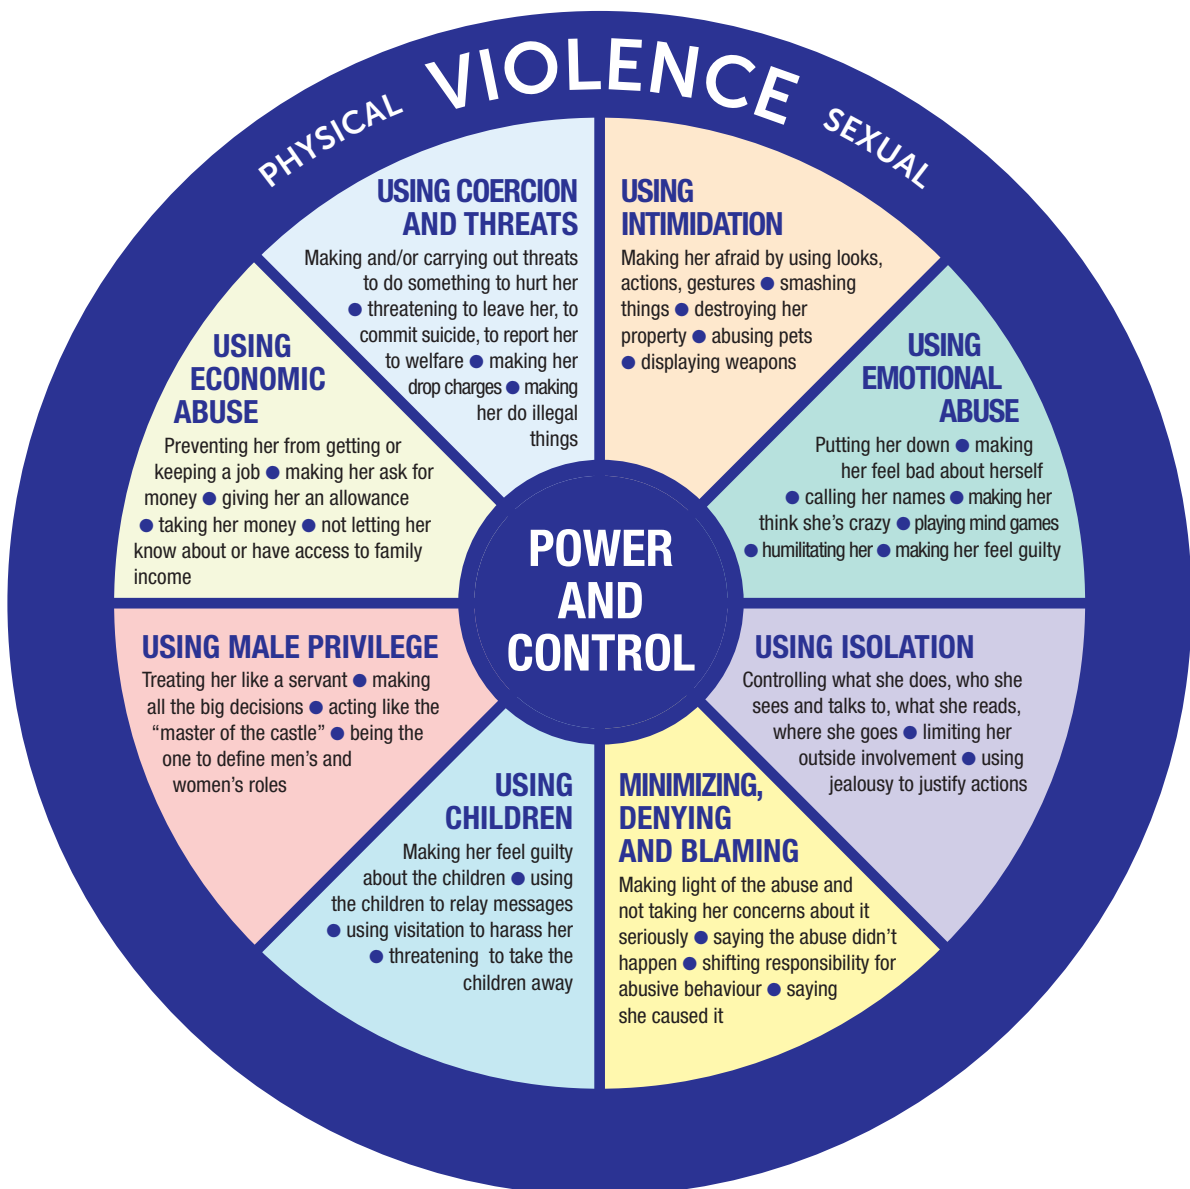 PHYSICAL VIOLENCE SEXUAL
USING COERCION
AND THREATS
Making and/or carrying out threats
to do something to hurt her
● threatening to leave her, to
commit suicide, to report her
to welfare ● making her
drop charges ● making
her do illegal
things
USING
INTIMIDATION
Making her afraid by using looks,
actions, gestures ● smashing
things ● destroying her
property ● abusing pets
● displaying weapons
USING
EMOTIONAL
ABUSE
Putting her down ● making
her feel bad about herself
● calling her names ● making her
think she's crazy ● playing mind games
● humilitating her ● making her feel guilty
USING ISOLATION
Controlling what she does, who she
sees and talks to, what she reads,
where she goes ● limiting her
outside involvement ● using
jealousy to justify actions
MINIMIZING,
DENYING
AND BLAMING
Making light of the abuse and
not taking her concerns about it
seriously ● saying the abuse didn't
happen ● shifting responsibility for
abusive behaviour ● saying
she caused it
USING
CHILDREN
Making her feel guilty
about the children ● using
the children to relay messages
● using visitation to harass her
● threatening to take the
children away
USING MALE PRIVILEGE
Treating her like a servant ● making
all the big decisions ● acting like the
“master of the castle” ● being the
one to define men’s and
women’s roles
USING
ECONOMIC
ABUSE
Preventing her from getting or
keeping a job ● making her ask for
money ● giving her an allowance
● taking her money ● not letting her
know about or have access to family
income
POWER
AND
CONTROL